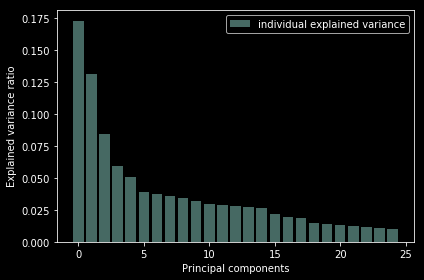 individual explained variance
0.175
0.150
0.125
0.100
0.075
0.050
0.025
0.000
Explained variance ratio
0 5 10 15 20 25
Principal components